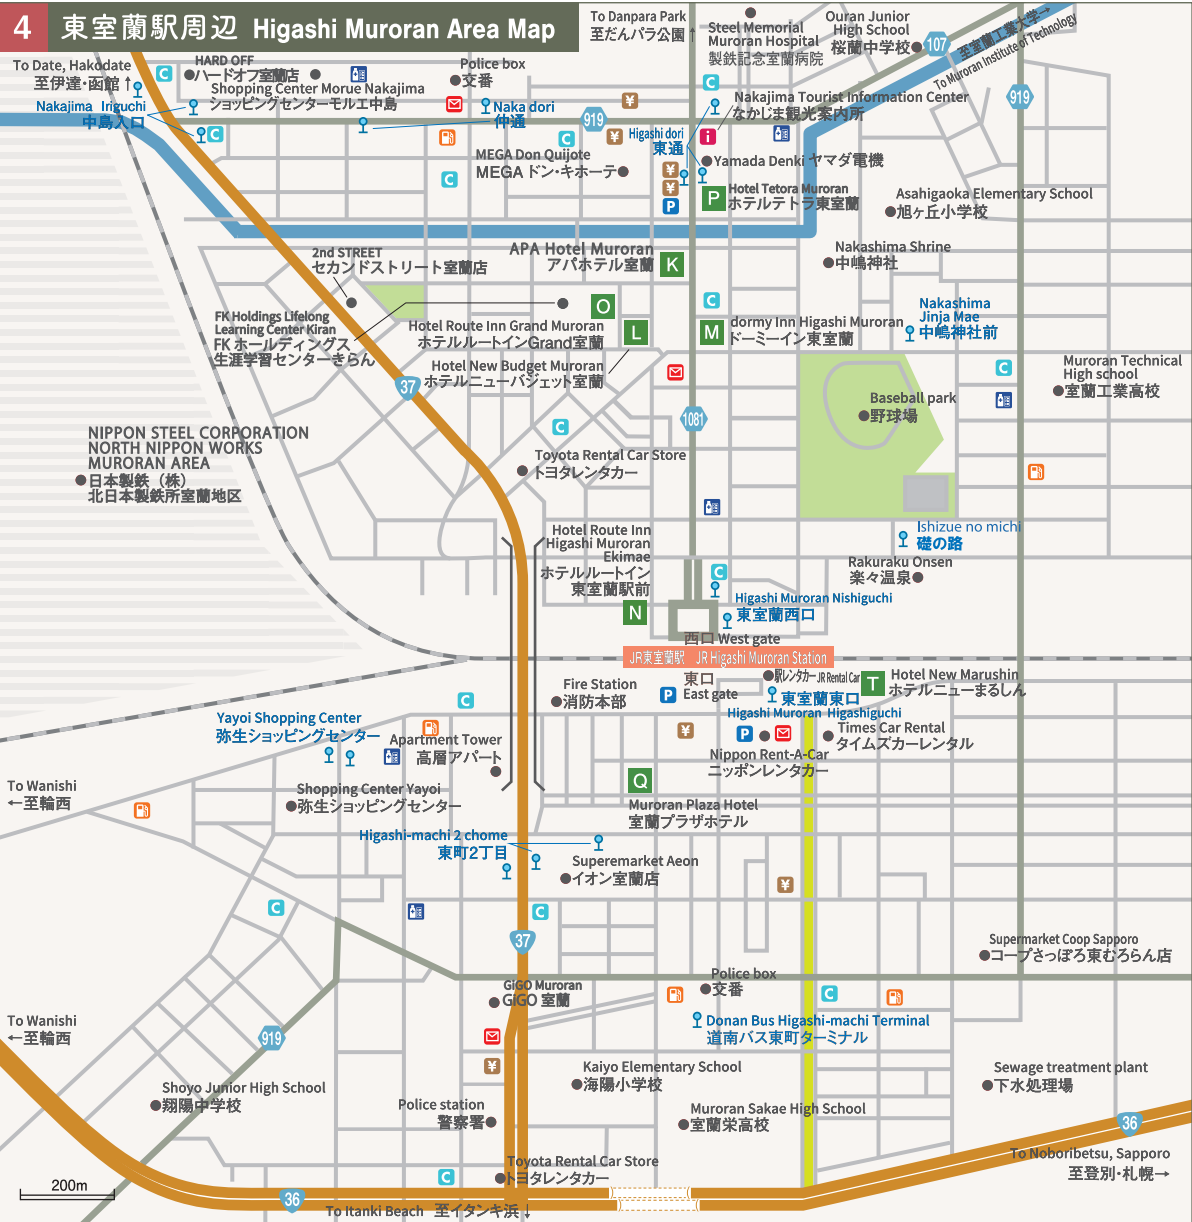 4 東室蘭駅周辺 Higashi Muroran Area Map
To Danpara Park
至だんパラ公園↑
Steel Memorial
Muroran Hospital
製鉄記念室蘭病院
Ouran Junior
High School
桜蘭中学校
107
至室蘭工業大学→
To Muroran Institute of Technology
To Date, Hakodate
至伊達・函館↑
C
HARD OFF
ハードオフ室蘭店
Shopping Center Morue Nakajima
ショッピングセンターモルエ中島
Police box
交番
Nakajima Iriguchi
中島入口
C
Naka dori
仲通
919
¥
C
¥
C
Nakajima Tourist Information Center
なかじま観光案内所
919
Higashi dori
東通
i
MEGA Don Quijote
MEGA ドン・キホーテ
C
Yamada Denki ヤマダ電機
¥
¥
P
P
Hotel Tetora Muroran
ホテルテトラ東室蘭
Asahigaoka Elementary School
旭ヶ丘小学校
2nd STREET
セカンドストリート室蘭店
APA Hotel Muroran
アパホテル室蘭
K
Nakashima Shrine
中嶋神社
O
C
FK Holdings Lifelong
Learning Center Kiran
FK ホールディングス
生涯学習センターきらん
Hotel Route Inn Grand Muroran
ホテルルートインGrand室蘭
L
M
dormy Inn Higashi Muroran
ドーミーイン東室蘭
Nakashima
Jinja Mae
中嶋神社前
Hotel New Budget Muroran
ホテルニューバジェット室蘭
37
C
Muroran Technical
High school
室蘭工業高校
Baseball park
野球場
1081
C
NIPPON STEEL CORPORATION
NORTH NIPPON WORKS
MURORAN AREA
日本製鉄（株）
北日本製鉄所室蘭地区
Toyota Rental Car Store
トヨタレンタカー
Hotel Route Inn
Higashi Muroran
Ekimae
ホテルルートイン
東室蘭駅前
N
Ishizue no michi
礎の路
Rakuraku Onsen
楽々温泉
C
Higashi Muroran Nishiguchi
東室蘭西口
西口 West gate
JR東室蘭駅 JR Higashi Muroran Station
東口
East gate
P
駅レンタカー JR Rental Car
東室蘭東口
Higashi Muroran Higashiguchi
T
Hotel New Marushin
ホテルニューまるしん
Fire Station
消防本部
C
Yayoi Shopping Center
弥生ショッピングセンター
Apartment Tower
高層アパート
¥
P
Times Car Rental
タイムズカーレンタル
Nippon Rent-A-Car
ニッポンレンタカー
To Wanishi
←至輪西
Shopping Center Yayoi
弥生ショッピングセンター
Q
Muroran Plaza Hotel
室蘭プラザホテル
Higashi-machi 2 chome
東町2丁目
Superemarket Aeon
イオン室蘭店
¥
C
C
37
Supermarket Coop Sapporo
コープさっぽろ東むろらん店
GiGO Muroran
GiGO 室蘭
Police box
交番
C
Donan Bus Higashi-machi Terminal
道南バス東町ターミナル
To Wanishi
←至輪西
919
¥
Kaiyo Elementary School
海陽小学校
Sewage treatment plant
下水処理場
Shoyo Junior High School
翔陽中学校
Police station
警察署
Muroran Sakae High School
室蘭栄高校
36
To Noboribetsu, Sapporo
至登別・札幌→
Toyota Rental Car Store
トヨタレンタカー
C
200m
36
To Itanki Beach 至イタンキ浜↓